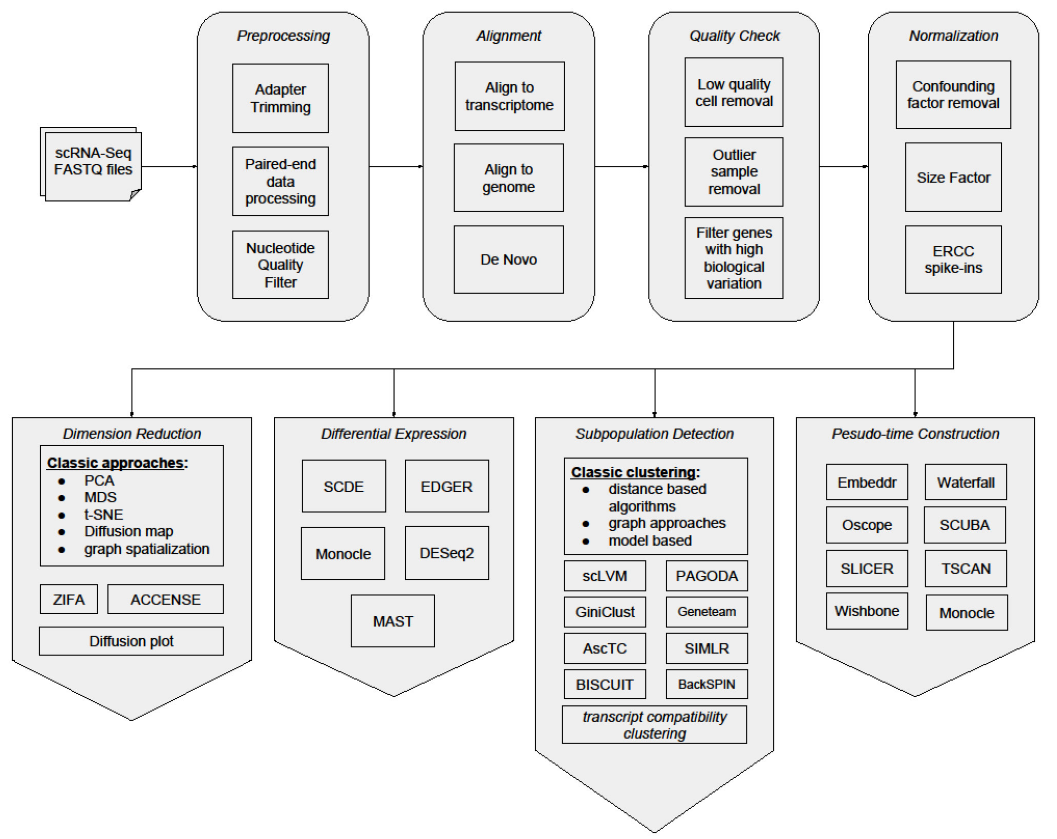 scRNA-Seq
FASTQ files
Preprocessing
Adapter
Trimming
Paired-end
data
processing
Nucleotide
Quality
Filter
Alignment
Align to
transcriptome
Align to
genome
De Novo
Quality Check
Low quality
cell removal
Outlier
sample
removal
Filter genes
with high
biological
variation
Normalization
Confounding
factor removal
Size Factor
ERCC
spike-ins
Dimension Reduction
Classic approaches:
● PCA
● MDS
● t-SNE
● Diffusion map
● graph spatialization
ZIFA
ACCENSE
Diffusion plot
Differential Expression
SCDE
EDGER
Monocle
DESeq2
MAST
Subpopulation Detection
Classic clustering:
● distance based
algorithms
● graph approaches
● model based
scLVM
PAGODA
GiniClust
Geneteam
AscTC
SIMLR
BISCUIT
BackSPIN
transcript compatibility
clustering
Pesudo-time Construction
Embeddr
Waterfall
Oscope
SCUBA
SLICER
TSCAN
Wishbone
Monocle